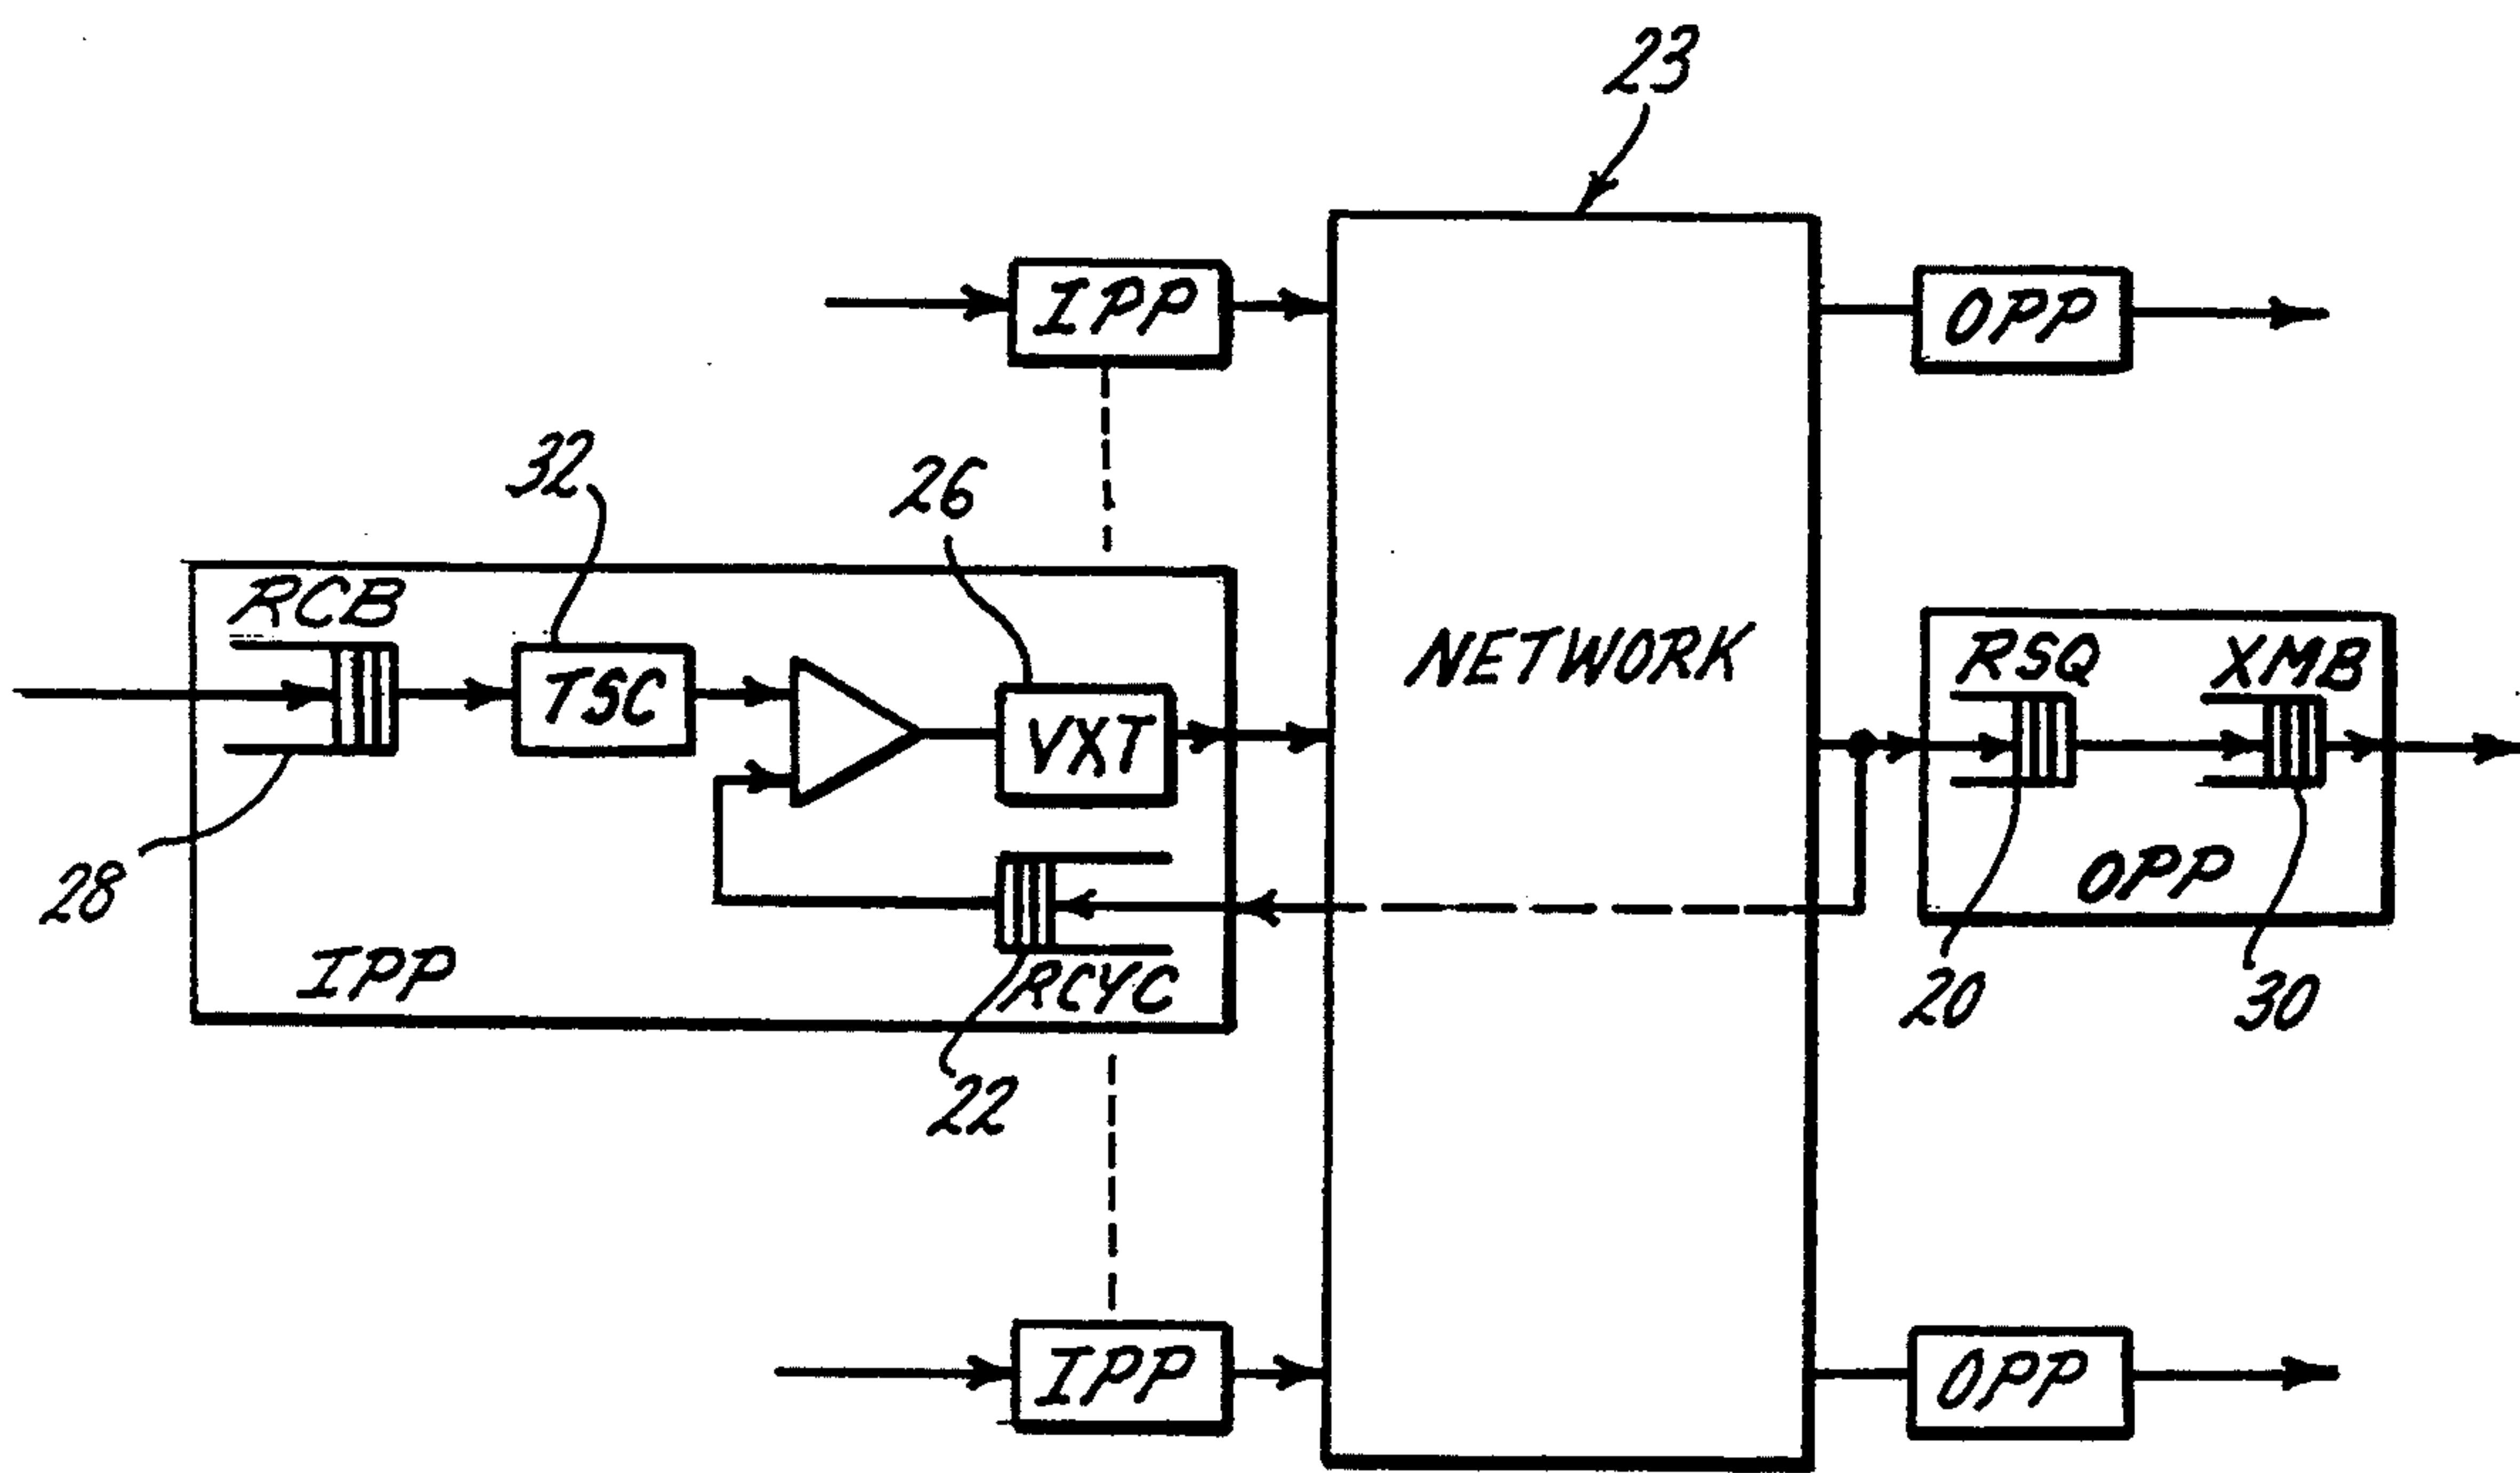 23
IPP
OPP
32
26
RCB
TSC
VXT
NETWORK
RSQ
XMB
28
OPP
IPP
RCYC
20
30
22
IPP
OPP